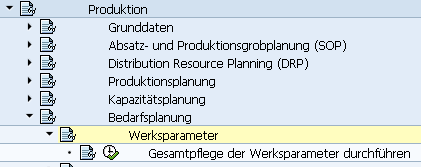 Produktion
Grunddaten
Absatz- und Produktionsgrobplanung (SOP)
Distribution Resource Planning (DRP)
Produktionsplanung
Kapazitätsplanung
Bedarfsplanung
Werksparameter
Gesamtpflege der Werksparameter durchführen